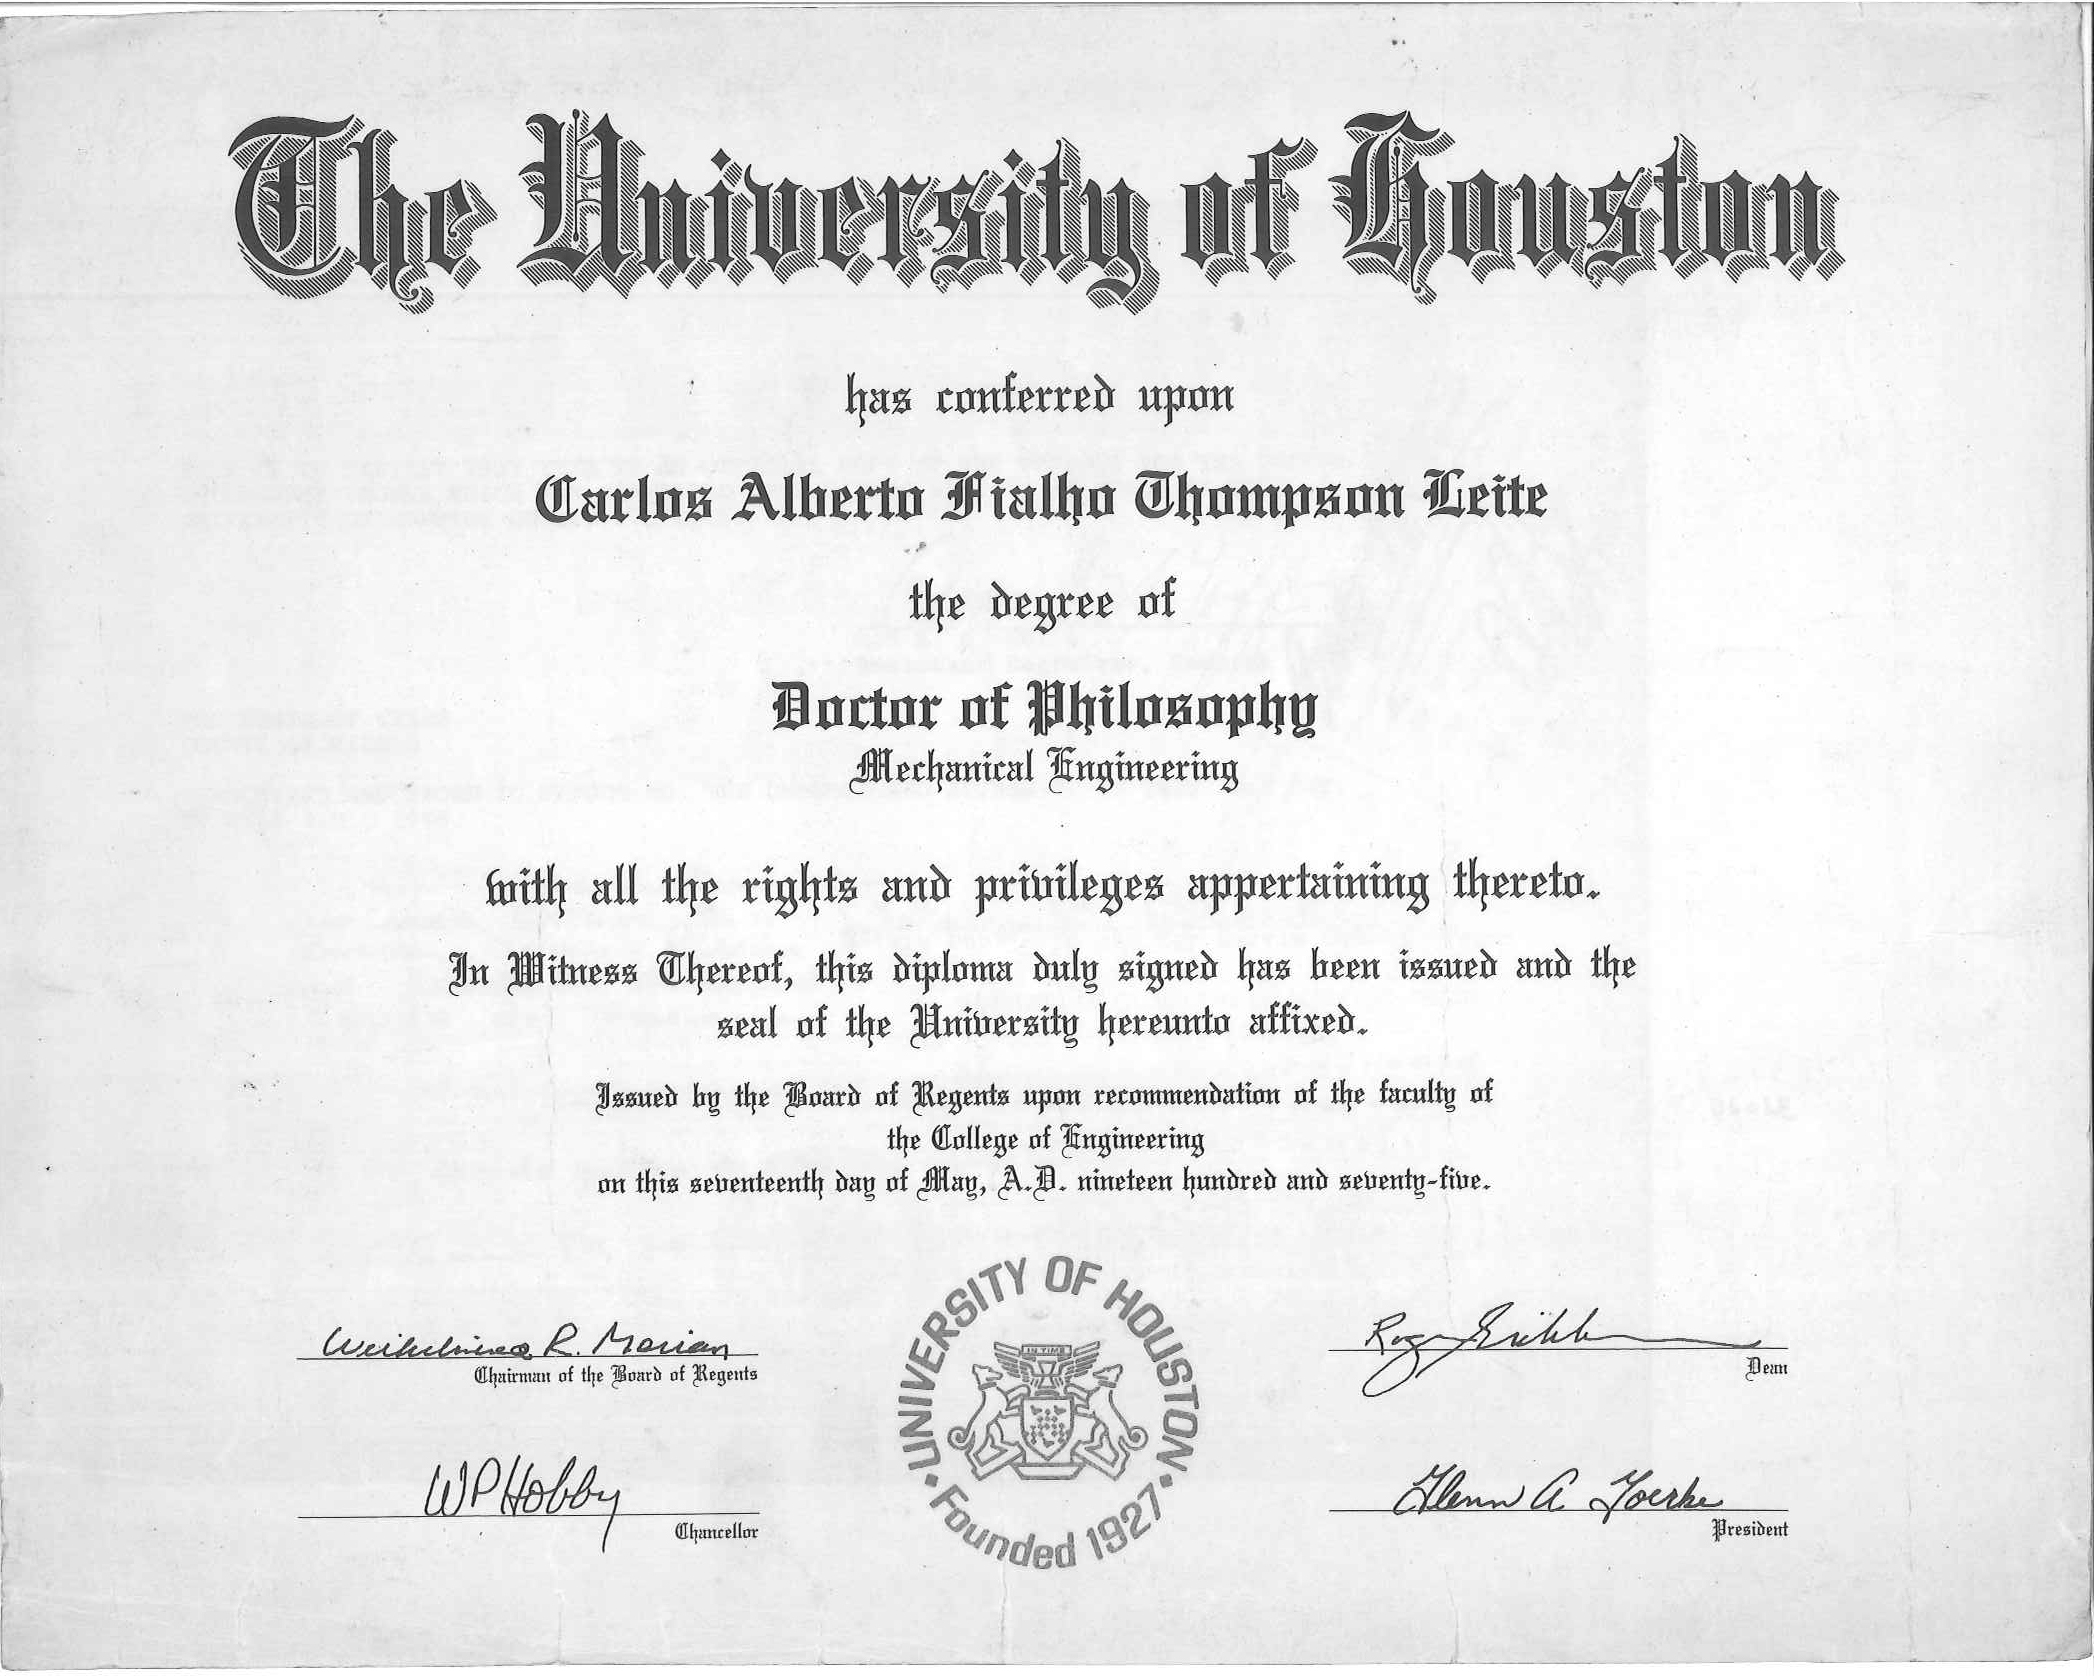 The University of Houston
has conferred upon
Carlos Alberto Fialho Thompson Leite
the degree of
Doctor of Philosophy
Mechanical Engineering
with all the rights and privileges appertaining thereto.
In Witness Thereof, this diploma duly signed has been issued and the
seal of the University hereunto affixed.
Issued by the Board of Regents upon recommendation of the faculty of
the College of Engineering
on this seventeenth day of May, A.D. nineteen hundred and seventy-five.
R.
Chairman of the Board of Regents
WPHobby
Chancellor
UNIVERSITY OF HOUSTON
IN TIME
Founded 1927
Roger
Dean
Glenn A Goerke
President